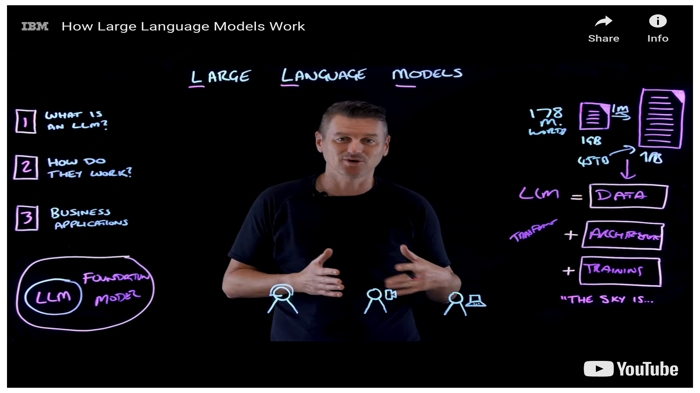 IBM How Large Language Models Work
Share
Info
LARGE LANGUAGE MODELS
1 WHAT IS AN LLM?
2 HOW DO THEY WORK?
3 BUSINESS APPLICATIONS
LLM
FOUNDATION MODEL
178 M. WORDS
1GB
1M
45TB
1PB
LLM = DATA
+ ARCHITECTURE
+ TRAINING
"THE SKY IS...
YouTube